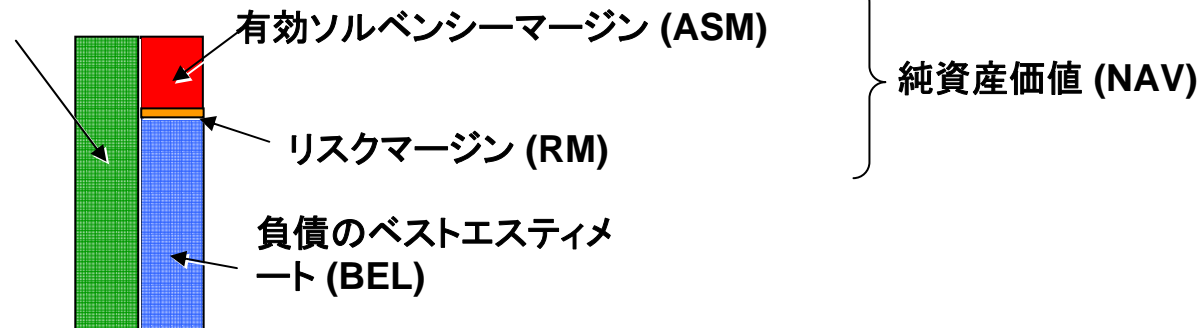 有効ソルベンシーマージン (ASM)
純資産価値 (NAV)
リスクマージン (RM)
負債のベストエスティメ
ート (BEL)